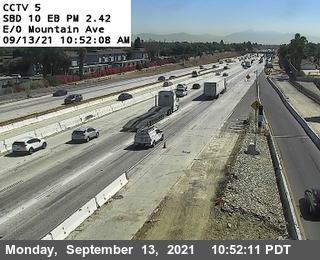 CCTV 5
SBD 10 EB PM 2.42
E/O Mountain Ave
09/13/21 10:52:08 AM
Monday, September 13, 2021 10:52:11 PDT